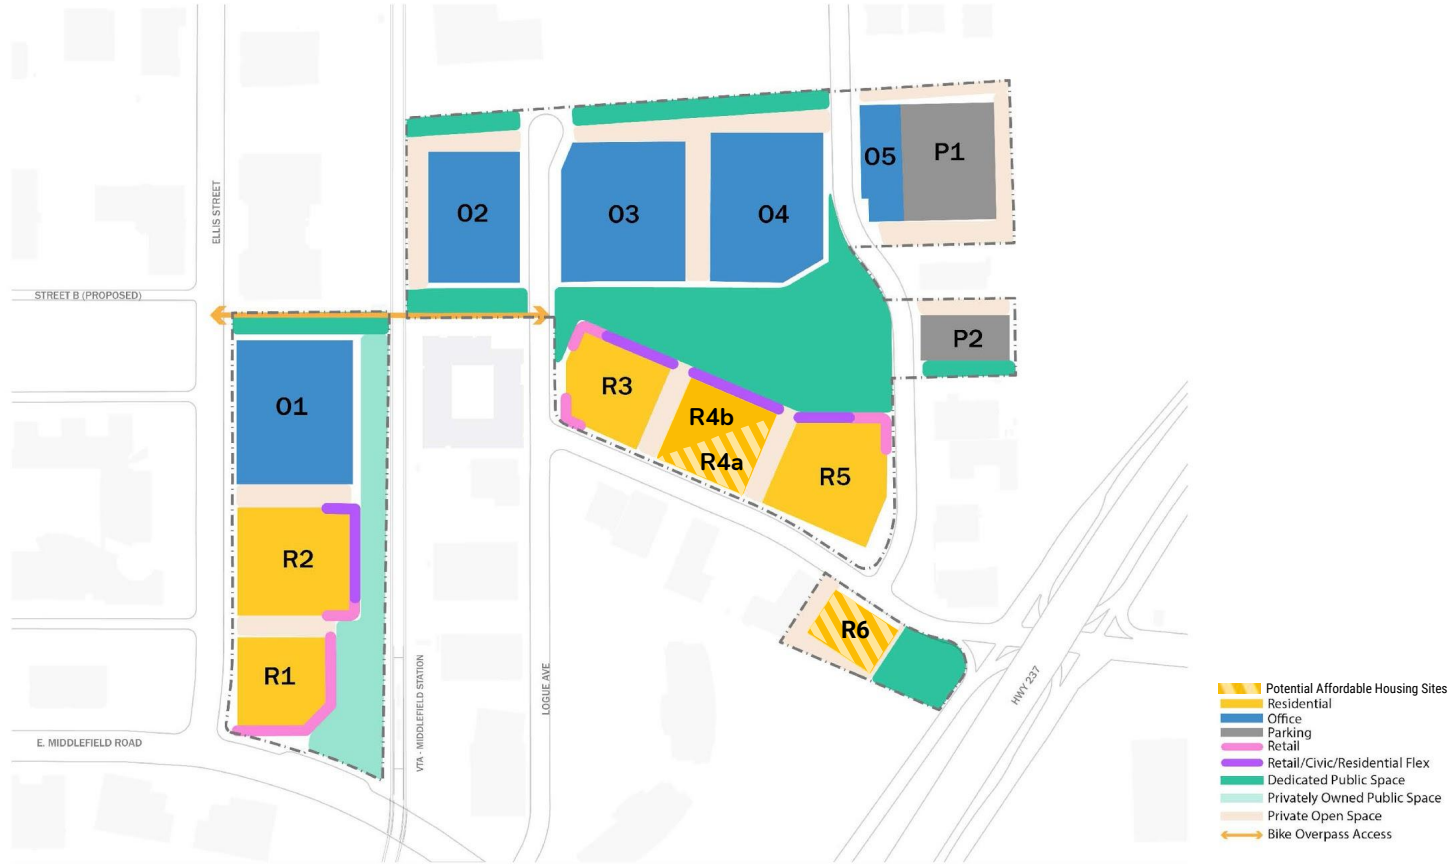 O5
P1
O2
O3
O4
ELLIS STREET
STREET B (PROPOSED)
P2
O1
R3
R4b
R4a
R5
R2
R6
R1
LOGUE AVE
VTA - MIDDLEFIELD STATION
HWY 237
E. MIDDLEFIELD ROAD
Potential Affordable Housing Sites
Residential
Office
Parking
Retail
Retail/Civic/Residential Flex
Dedicated Public Space
Privately Owned Public Space
Private Open Space
Bike Overpass Access